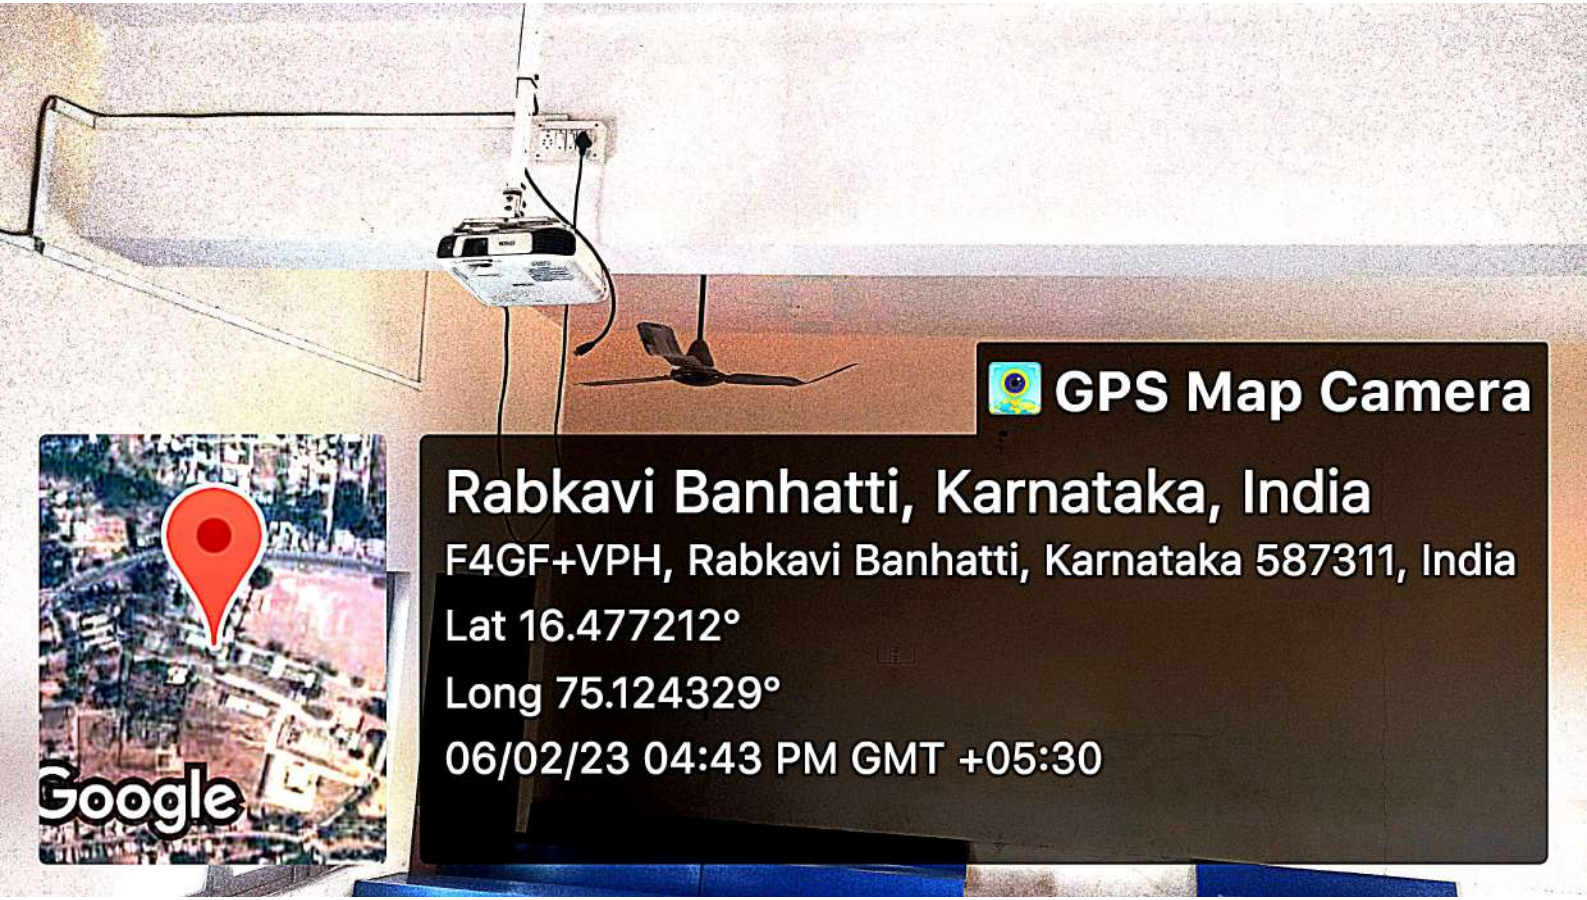 GPS Map Camera
Rabkavi Banhatti, Karnataka, India
F4GF+VPH, Rabkavi Banhatti, Karnataka 587311, India
Lat 16.477212°
Long 75.124329°
06/02/23 04:43 PM GMT +05:30
Google